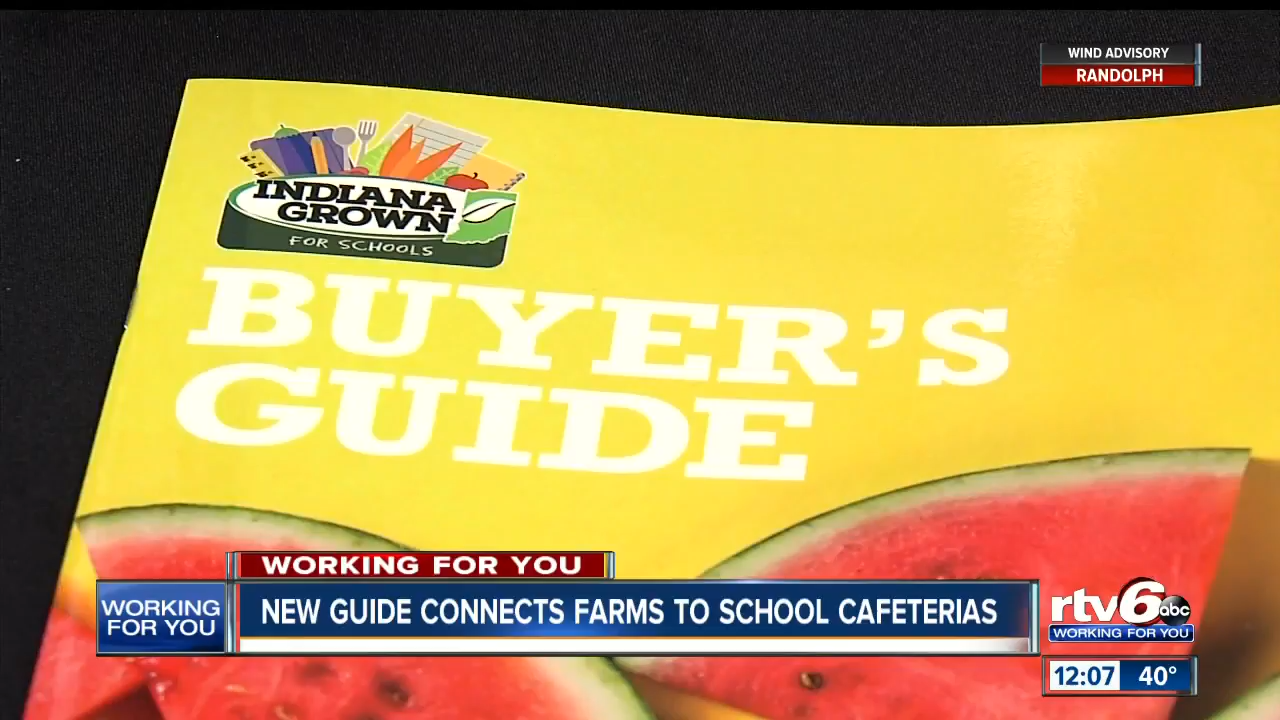 WIND ADVISORY
RANDOLPH
INDIANA
GROWN
FOR SCHOOLS
BUYER'S
GUIDE
WORKING FOR YOU
WORKING
FOR YOU
NEW GUIDE CONNECTS FARMS TO SCHOOL CAFETERIAS
rtv6 abc
WORKING FOR YOU
12:07 40°